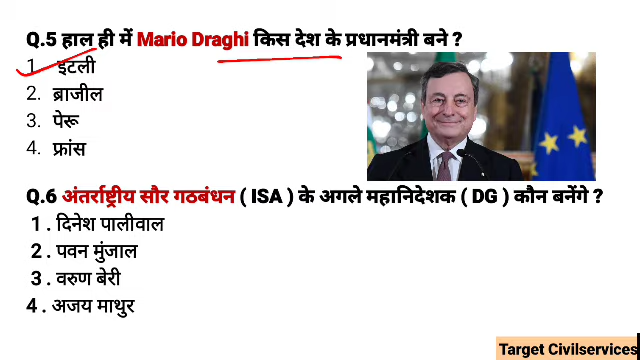 Q.5 हाल ही में Mario Draghi किस देश के प्रधानमंत्री बने ?
1. इटली
2. ब्राजील
3. पेरू
4. फ्रांस
Q.6 अंतर्राष्ट्रीय सौर गठबंधन ( ISA ) के अगले महानिदेशक ( DG ) कौन बनेंगे ?
1 . दिनेश पालीवाल
2 . पवन मुंजाल
3 . वरुण बेरी
4 . अजय माथुर
Target Civilservices